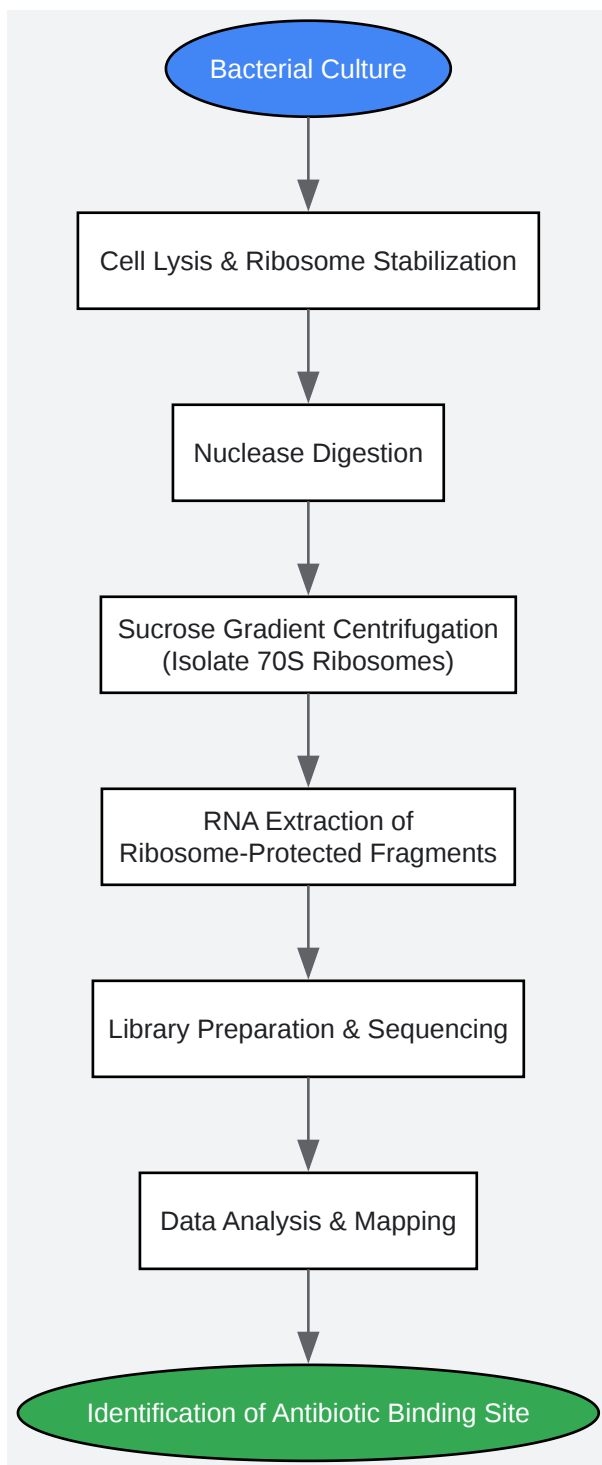 Bacterial Culture
Cell Lysis & Ribosome Stabilization
Nuclease Digestion
Sucrose Gradient Centrifugation
(Isolate 70S Ribosomes)
RNA Extraction of
Ribosome-Protected Fragments
Library Preparation & Sequencing
Data Analysis & Mapping
Identification of Antibiotic Binding Site